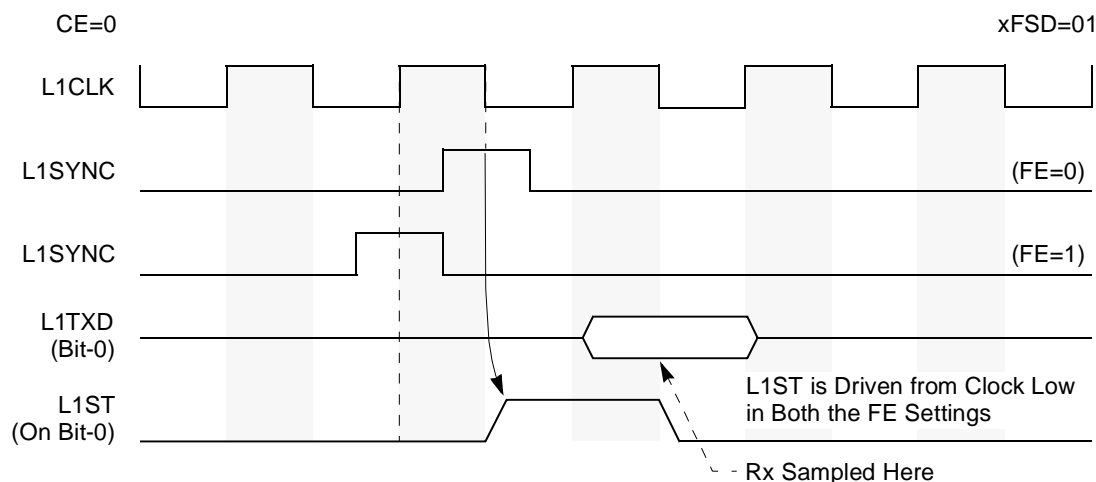 CE=0
xFSD=01
L1CLK
L1SYNC
(FE=0)
L1SYNC
(FE=1)
L1TXD
(Bit-0)
L1ST is Driven from Clock Low
in Both the FE Settings
L1ST
(On Bit-0)
Rx Sampled Here